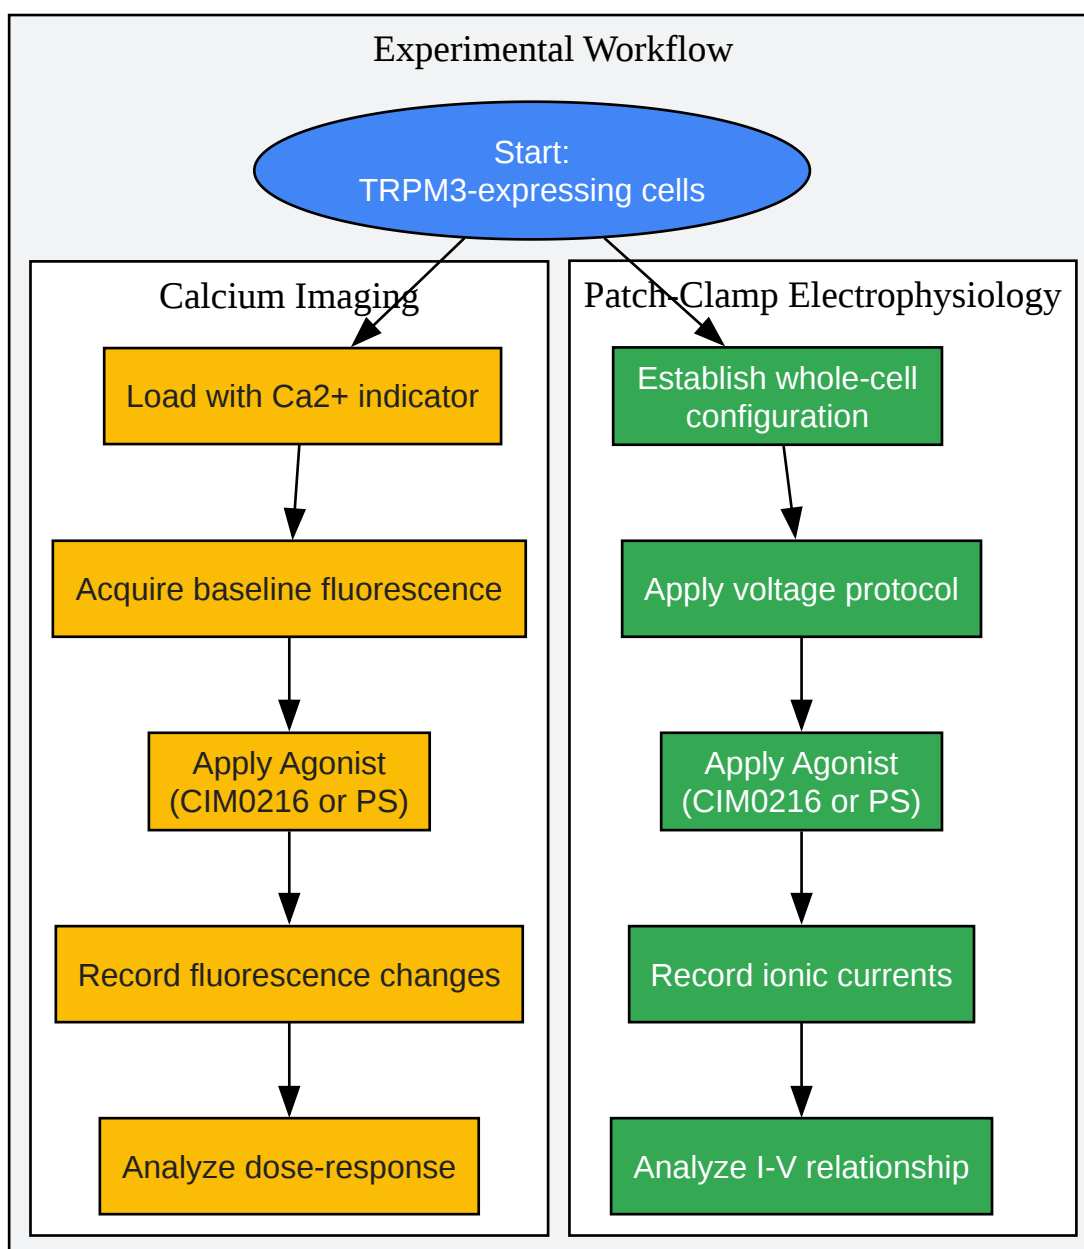 Experimental Workflow
Start:
TRPM3-expressing cells
Calcium Imaging
Load with Ca2+ indicator
Acquire baseline fluorescence
Apply Agonist
(CIM0216 or PS)
Record fluorescence changes
Analyze dose-response
Patch-Clamp Electrophysiology
Establish whole-cell
configuration
Apply voltage protocol
Apply Agonist
(CIM0216 or PS)
Record ionic currents
Analyze I-V relationship